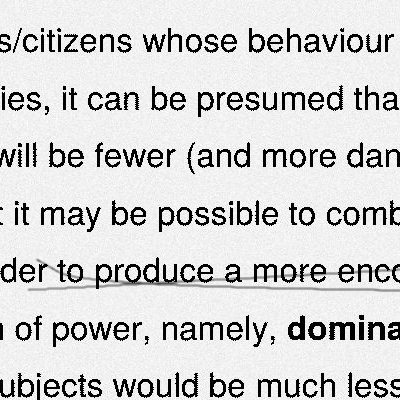 s/citizens whose behaviour
ies, it can be presumed tha
will be fewer (and more dan
t it may be possible to comb
der to produce a more enco
n of power, namely, domina
ubjects would be much less